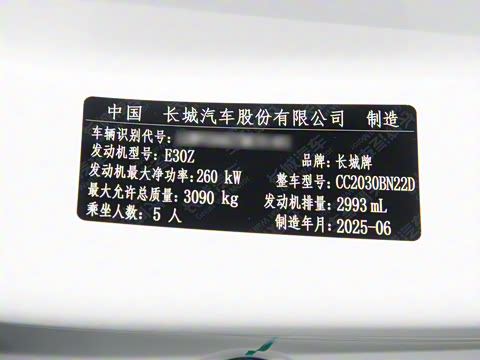 中国 长城汽车股份有限公司 制造
车辆识别代号:
发动机型号: E30Z 品牌: 长城牌
发动机最大净功率: 260 kW 整车型号: CC2030BN22D
最大允许总质量: 3090 kg 发动机排量: 2993 mL
乘坐人数: 5 人 制造年月: 2025-06